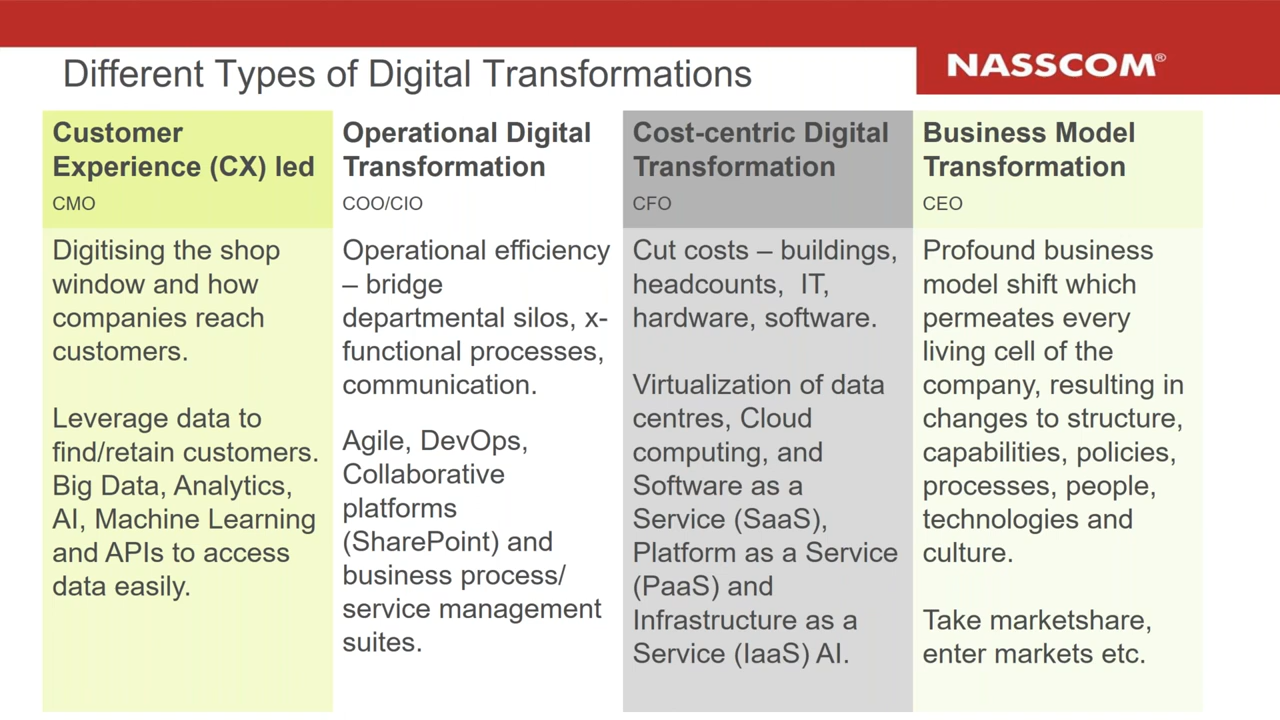 NASSCOM®
Different Types of Digital Transformations
Customer
Experience (CX) led
CMO
Digitising the shop
window and how
companies reach
customers.
Leverage data to
find/retain customers.
Big Data, Analytics,
AI, Machine Learning
and APIs to access
data easily.
Operational Digital
Transformation
COO/CIO
Operational efficiency
– bridge
departmental silos, x-
functional processes,
communication.
Agile, DevOps,
Collaborative
platforms
(SharePoint) and
business process/
service management
suites.
Cost-centric Digital
Transformation
CFO
Cut costs – buildings,
headcounts, IT,
hardware, software.
Virtualization of data
centres, Cloud
computing, and
Software as a
Service (SaaS),
Platform as a Service
(PaaS) and
Infrastructure as a
Service (IaaS) AI.
Business Model
Transformation
CEO
Profound business
model shift which
permeates every
living cell of the
company, resulting in
changes to structure,
capabilities, policies,
processes, people,
technologies and
culture.
Take marketshare,
enter markets etc.